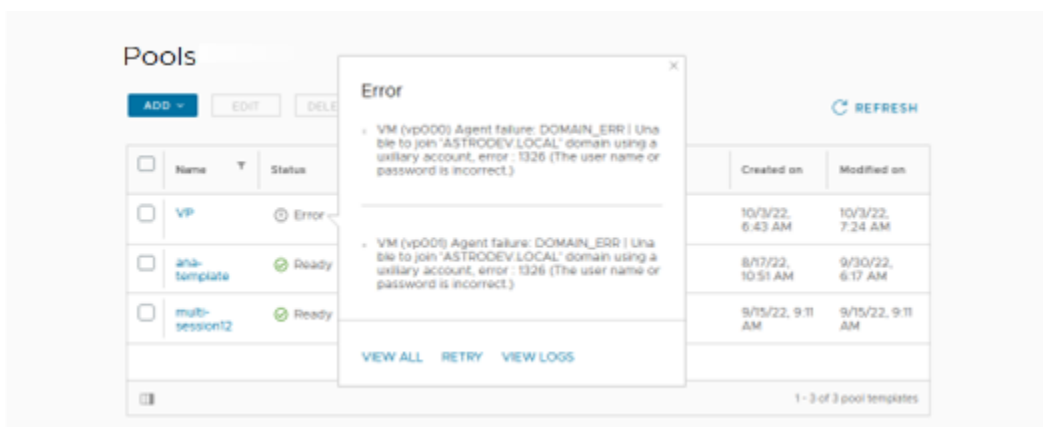 Pools
ADD
EDIT
DELE
REFRESH
Name
Status
Created on
Modified on
VP
Error
10/3/22,
6:43 AM
10/3/22,
7:24 AM
ana-
template
Ready
8/17/22,
10:51 AM
9/30/22,
6:17 AM
multi-
session12
Ready
9/15/22, 9:11
AM
9/15/22, 9:11
AM
1 - 3 of 3 pool templates
Error
VM (vp000) Agent failure: DOMAIN_ERR | Una
ble to join 'ASTRODEV.LOCAL' domain using a
uxiliary account, error : 1326 (The user name or
password is incorrect.)
VM (vp001) Agent failure: DOMAIN_ERR | Una
ble to join 'ASTRODEV.LOCAL' domain using a
uxiliary account, error : 1326 (The user name or
password is incorrect.)
VIEW ALL
RETRY
VIEW LOGS